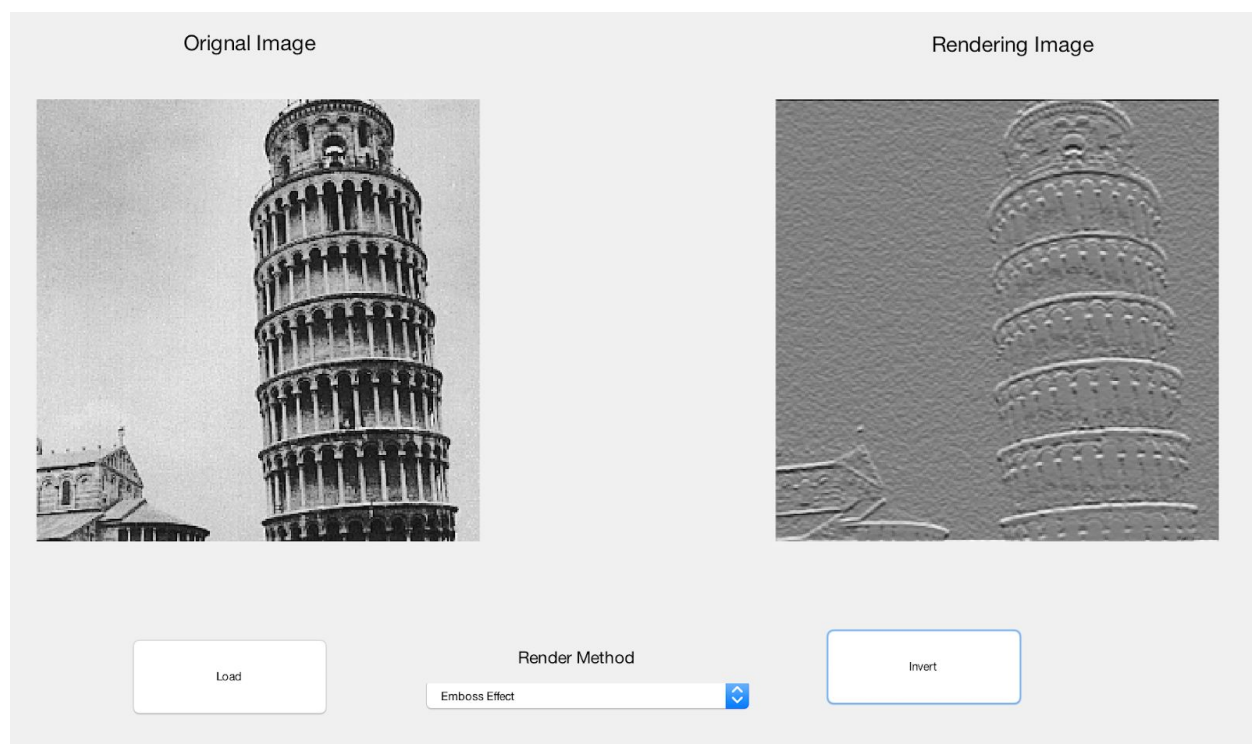 Orignal Image
Rendering Image
Load
Render Method
Emboss Effect
Invert